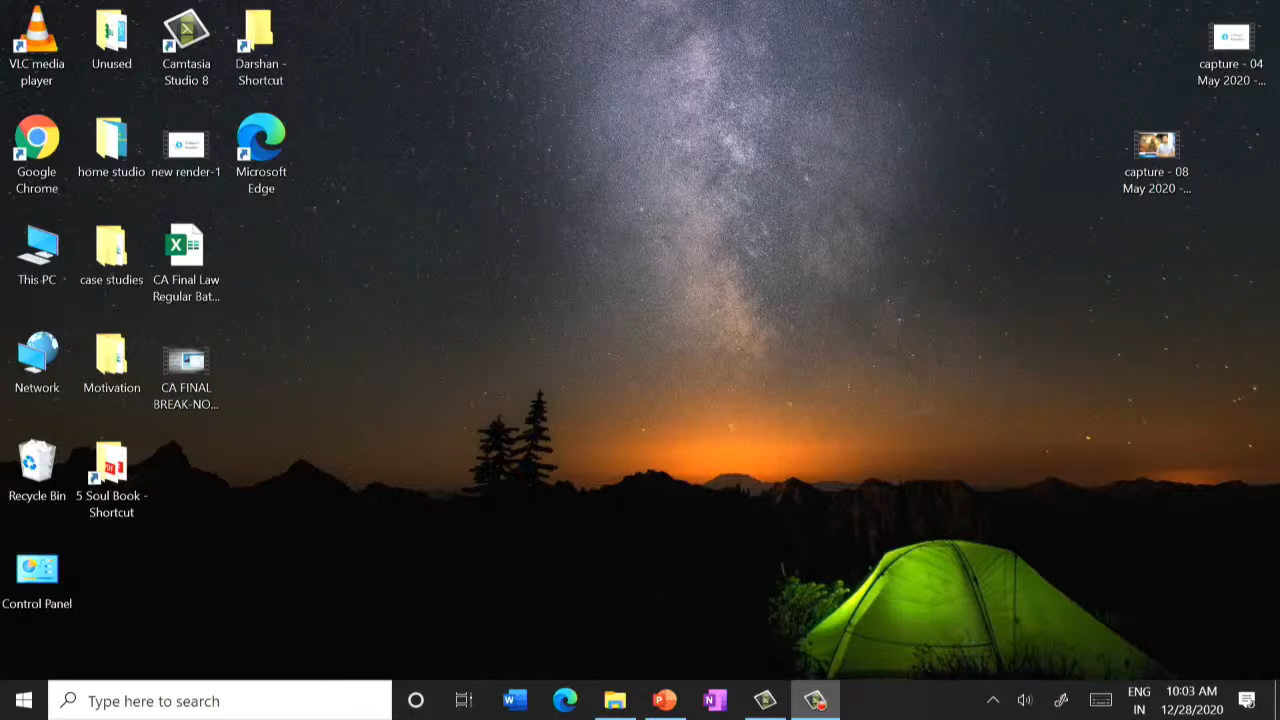 VLC media
player
Unused
Camtasia
Studio 8
Darshan -
Shortcut
Google
Chrome
home studio
new render-1
Microsoft
Edge
This PC
case studies
CA Final Law
Regular Bat...
Network
Motivation
CA FINAL
BREAK-NO...
Recycle Bin
5 Soul Book -
Shortcut
Control Panel
capture - 04
May 2020 -...
capture - 08
May 2020 -...
Type here to search
ENG
IN
10:03 AM
12/28/2020